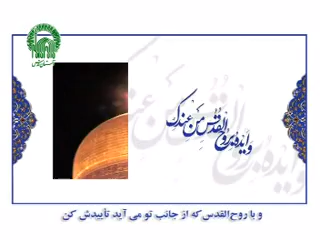 وایده بروح القدس من عندک
و با روح‌القدس که از جانب تو می آید تأییدش کن